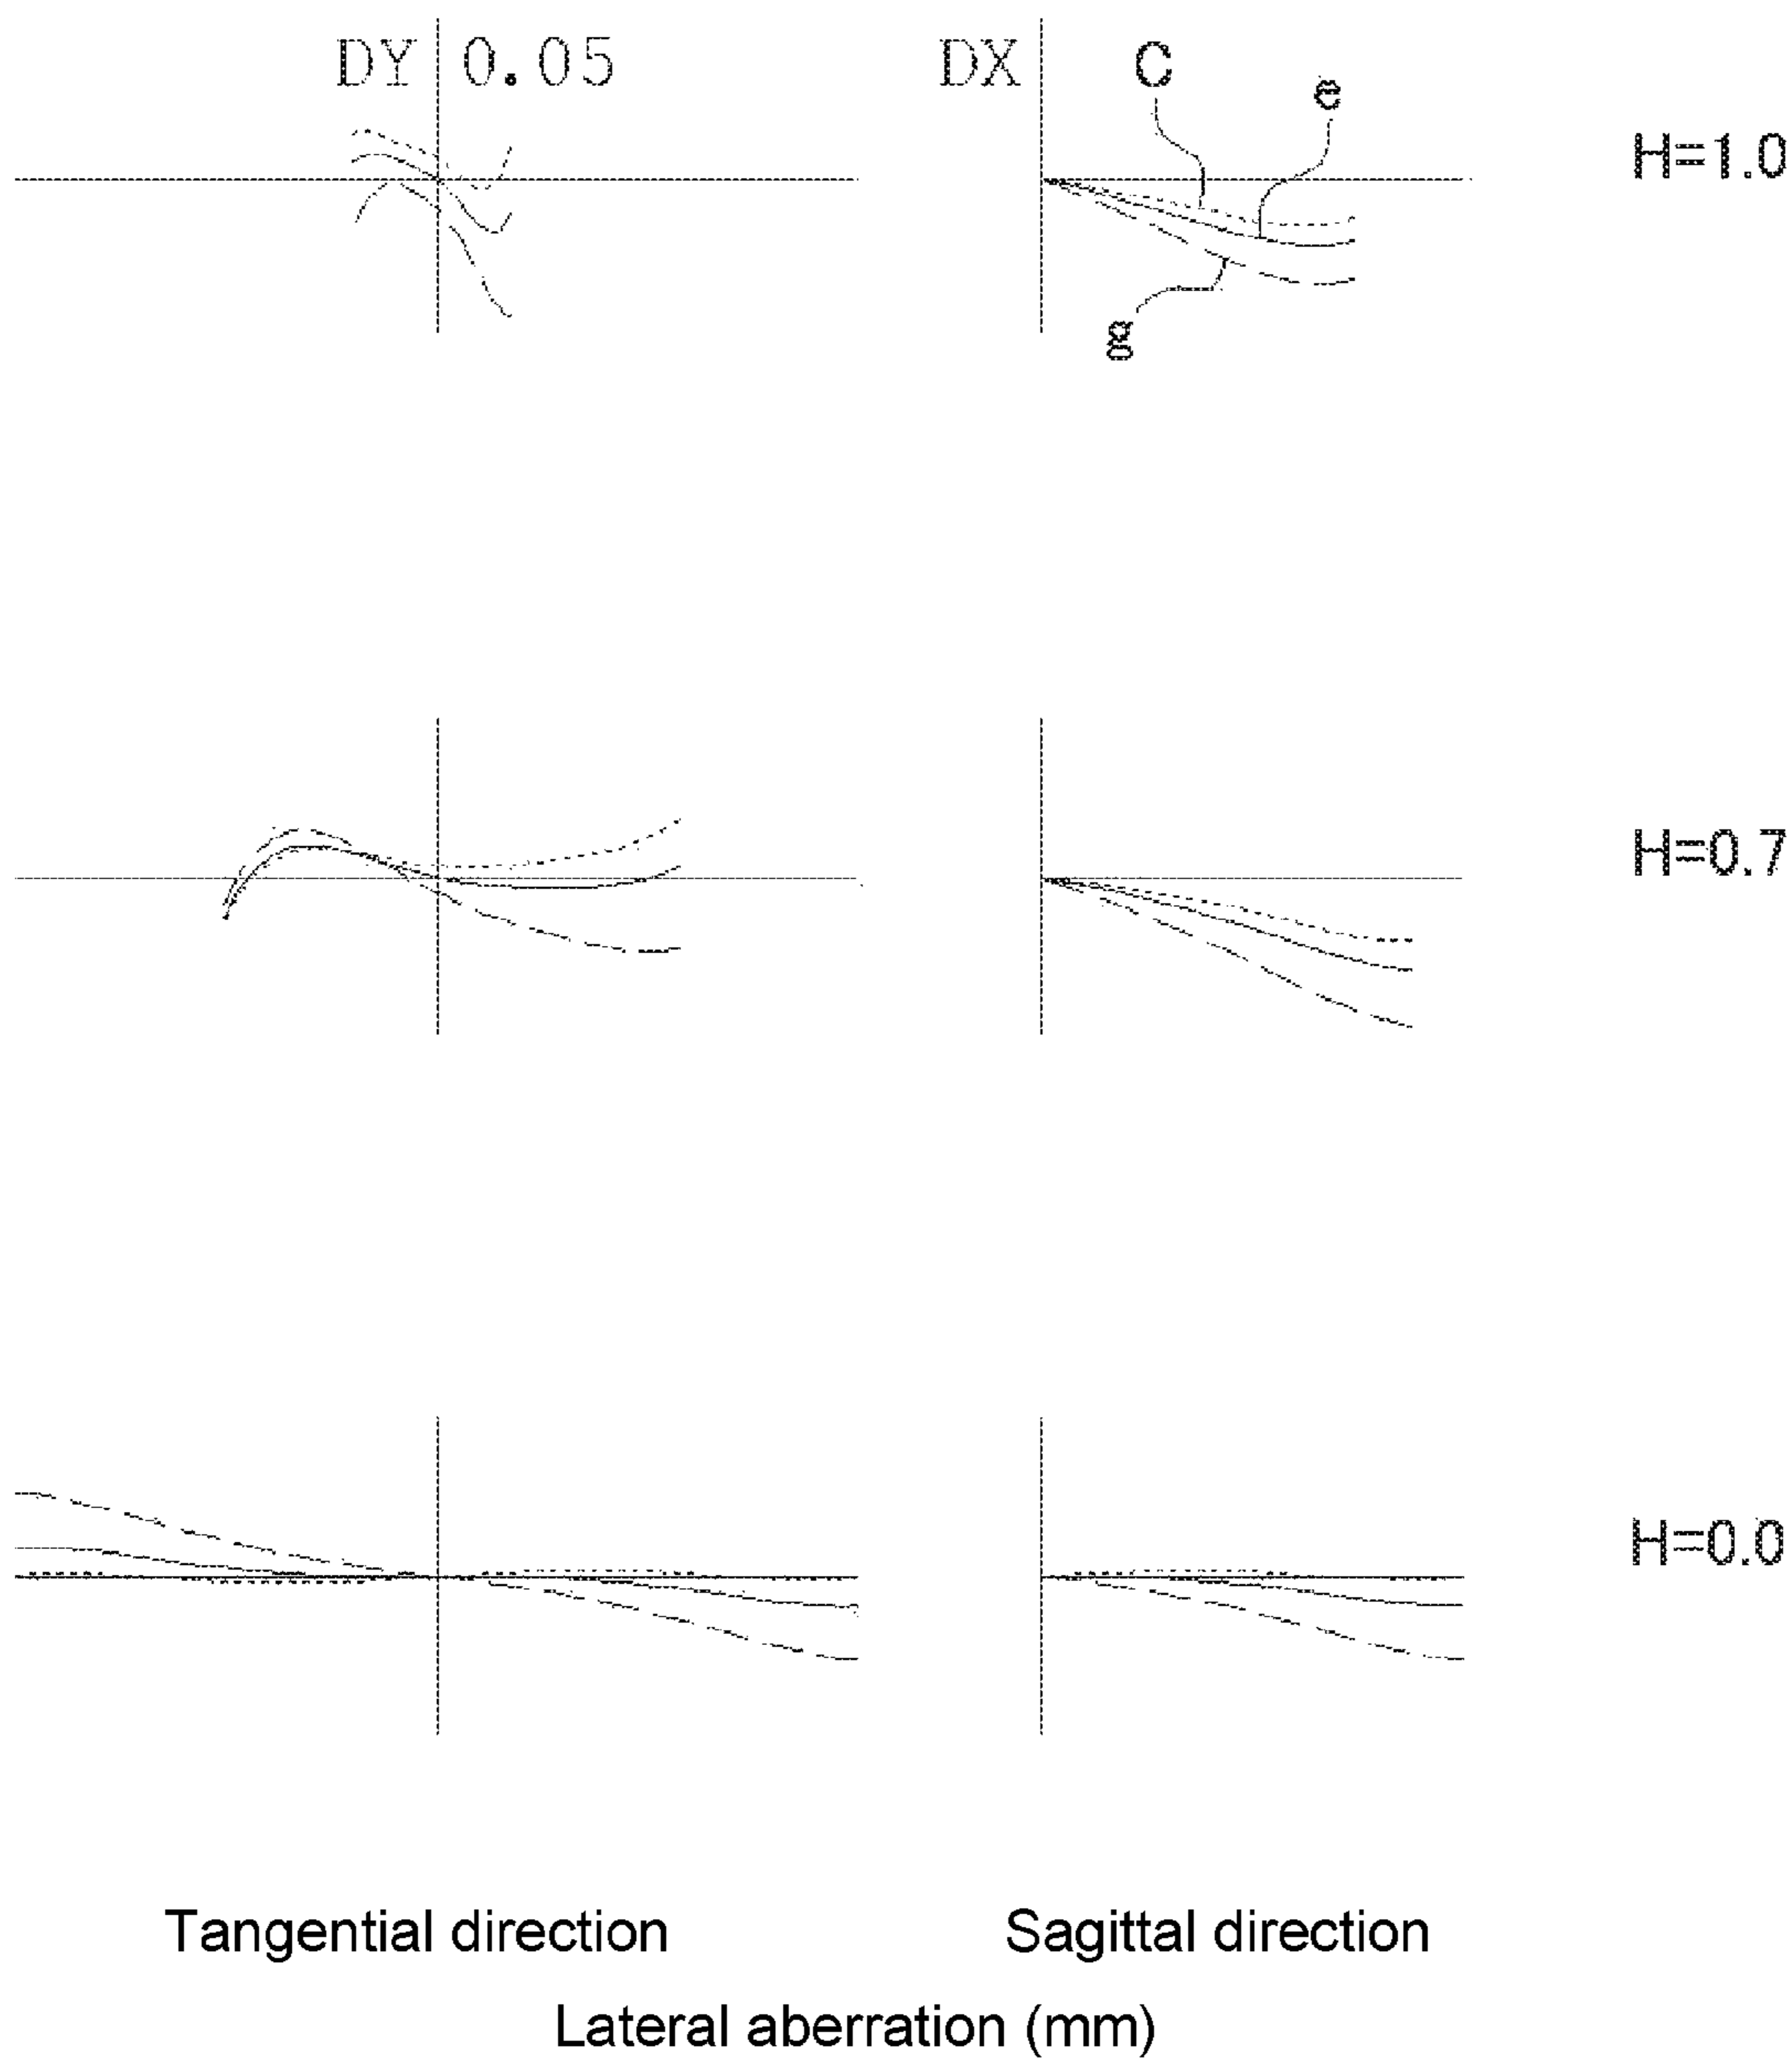 DY 0.05 DX C e H=1.0
g
H=0.7
H=0.0
Tangential direction Sagittal direction
Lateral aberration (mm)